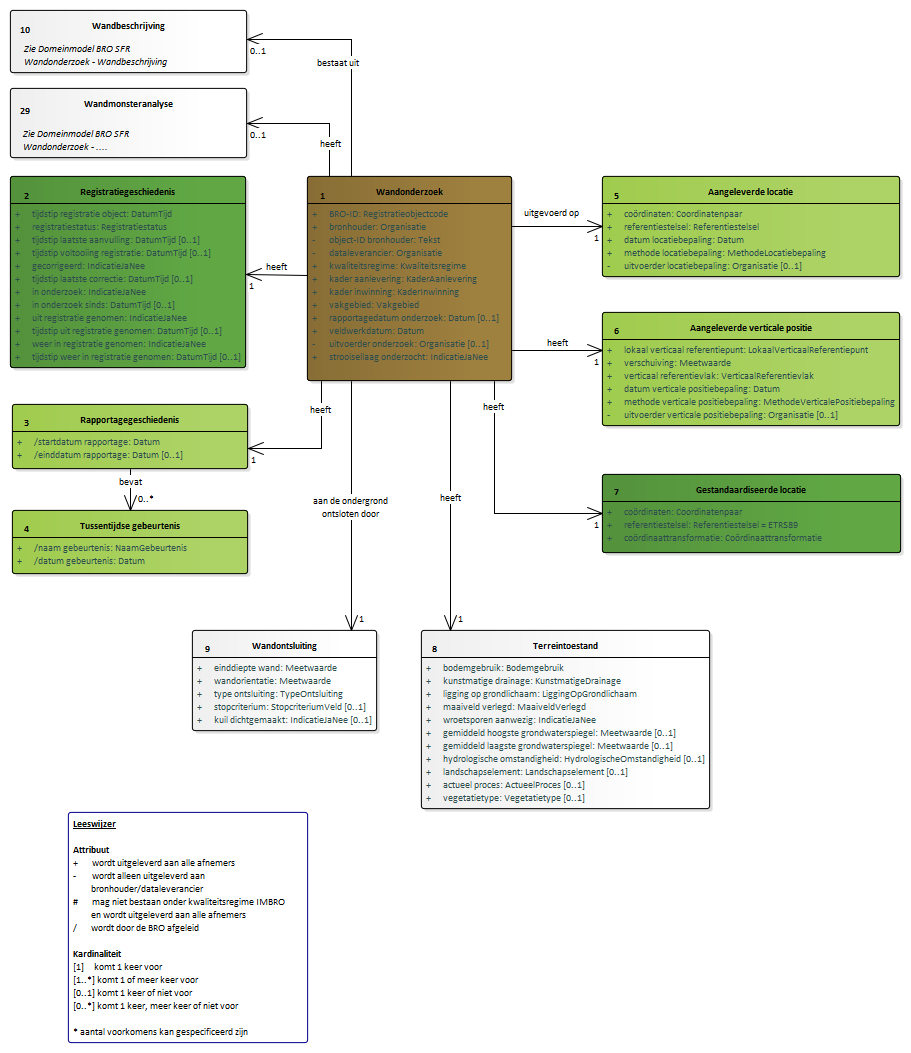 10 Wandbeschrijving
Zie Domeinmodel BRO SFR
Wandonderzoek - Wandbeschrijving
0..1
bestaat uit
29 Wandmonsteranalyse
Zie Domeinmodel BRO SFR
Wandonderzoek - ....
0..1
heeft
2 Registratiegeschiedenis
+ tijdstip registratie object: DatumTijd
+ registratiestatus: Registratiestatus
+ tijdstip laatste aanvulling: DatumTijd [0..1]
+ tijdstip voltooiing registratie: DatumTijd [0..1]
+ gecorrigeerd: IndicatieJaNee
+ tijdstip laatste correctie: DatumTijd [0..1]
+ in onderzoek: IndicatieJaNee
+ in onderzoek sinds: DatumTijd [0..1]
+ uit registratie genomen: IndicatieJaNee
+ tijdstip uit registratie genomen: DatumTijd [0..1]
+ weer in registratie genomen: IndicatieJaNee
+ tijdstip weer in registratie genomen: DatumTijd [0..1]
heeft
1
1 Wandonderzoek
+ BRO-ID: Registratieobjectcode
+ bronhouder: Organisatie
- object-ID bronhouder: Tekst
- dataleverancier: Organisatie
+ kwaliteitsregime: Kwaliteitsregime
+ kader aanlevering: KaderAanlevering
+ kader inwinning: KaderInwinning
+ vakgebied: Vakgebied
+ rapportagedatum onderzoek: Datum [0..1]
+ veldwerkdatum: Datum
- uitvoerder onderzoek: Organisatie [0..1]
+ strooisellaag onderzocht: IndicatieJaNee
uitgevoerd op
1
5 Aangeleverde locatie
+ coördinaten: Coordinatenpaar
+ referentiestelsel: Referentiestelsel
+ datum locatiebepaling: Datum
+ methode locatiebepaling: MethodeLocatiebepaling
- uitvoerder locatiebepaling: Organisatie [0..1]
heeft
1
6 Aangeleverde verticale positie
+ lokaal verticaal referentiepunt: LokaalVerticaalReferentiepunt
+ verschuiving: Meetwaarde
+ verticaal referentievlak: VerticaalReferentievlak
+ datum verticale positiebepaling: Datum
+ methode verticale positiebepaling: MethodeVerticalePositiebepaling
- uitvoerder verticale positiebepaling: Organisatie [0..1]
3 Rapportagegeschiedenis
+ /startdatum rapportage: Datum
+ /einddatum rapportage: Datum [0..1]
heeft
1
bevat
0..*
4 Tussentijdse gebeurtenis
+ /naam gebeurtenis: NaamGebeurtenis
+ /datum gebeurtenis: Datum
heeft
1
7 Gestandaardiseerde locatie
+ coördinaten: Coordinatenpaar
+ referentiestelsel: Referentiestelsel = ETRS89
+ coördinaattransformatie: Coördinaattransformatie
aan de ondergrond
ontsloten door
1
heeft
1
9 Wandontsluiting
+ einddiepte wand: Meetwaarde
+ wandorientatie: Meetwaarde
+ type ontsluiting: TypeOntsluiting
+ stopcriterium: StopcriteriumVeld [0..1]
+ kuil dichtgemaakt: IndicatieJaNee [0..1]
8 Terreintoestand
+ bodemgebruik: Bodemgebruik
+ kunstmatige drainage: KunstmatigeDrainage
+ ligging op grondlichaam: LiggingOpGrondlichaam
+ maaiveld verlegd: MaaiveldVerlegd
+ wroetsporen aanwezig: IndicatieJaNee
+ gemiddeld hoogste grondwaterspiegel: Meetwaarde [0..1]
+ gemiddeld laagste grondwaterspiegel: Meetwaarde [0..1]
+ hydrologische omstandigheid: HydrologischeOmstandigheid [0..1]
+ landschapselement: Landschapselement [0..1]
+ actueel proces: ActueelProces [0..1]
+ vegetatietype: Vegetatietype [0..1]
Leeswijzer
Attribuut
+ wordt uitgeleverd aan alle afnemers
- wordt alleen uitgeleverd aan
bronhouder/dataleverancier
# mag niet bestaan onder kwaliteitsregime IMBRO
en wordt uitgeleverd aan alle afnemers
/ wordt door de BRO afgeleid
Kardinaliteit
[1] komt 1 keer voor
[1..*] komt 1 of meer keer voor
[0..1] komt 1 keer of niet voor
[0..*] komt 1 keer, meer keer of niet voor
* aantal voorkomens kan gespecificeerd zijn